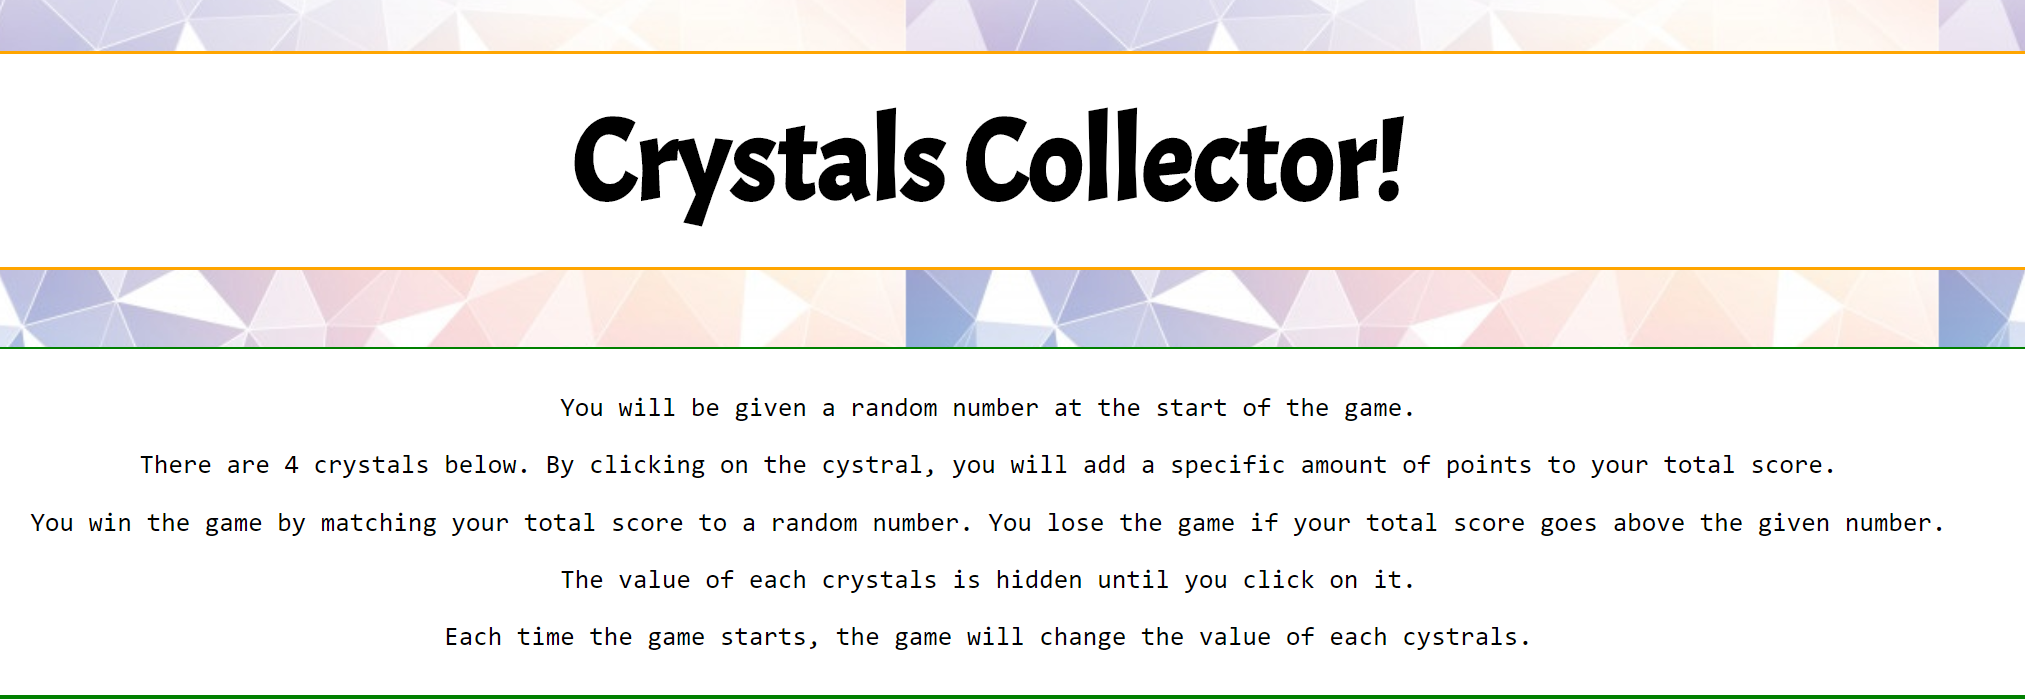 Crystals Collector!
You will be given a random number at the start of the game.
There are 4 crystals below. By clicking on the cystral, you will add a specific amount of points to your total score.
You win the game by matching your total score to a random number. You lose the game if your total score goes above the given number.
The value of each crystals is hidden until you click on it.
Each time the game starts, the game will change the value of each cystrals.